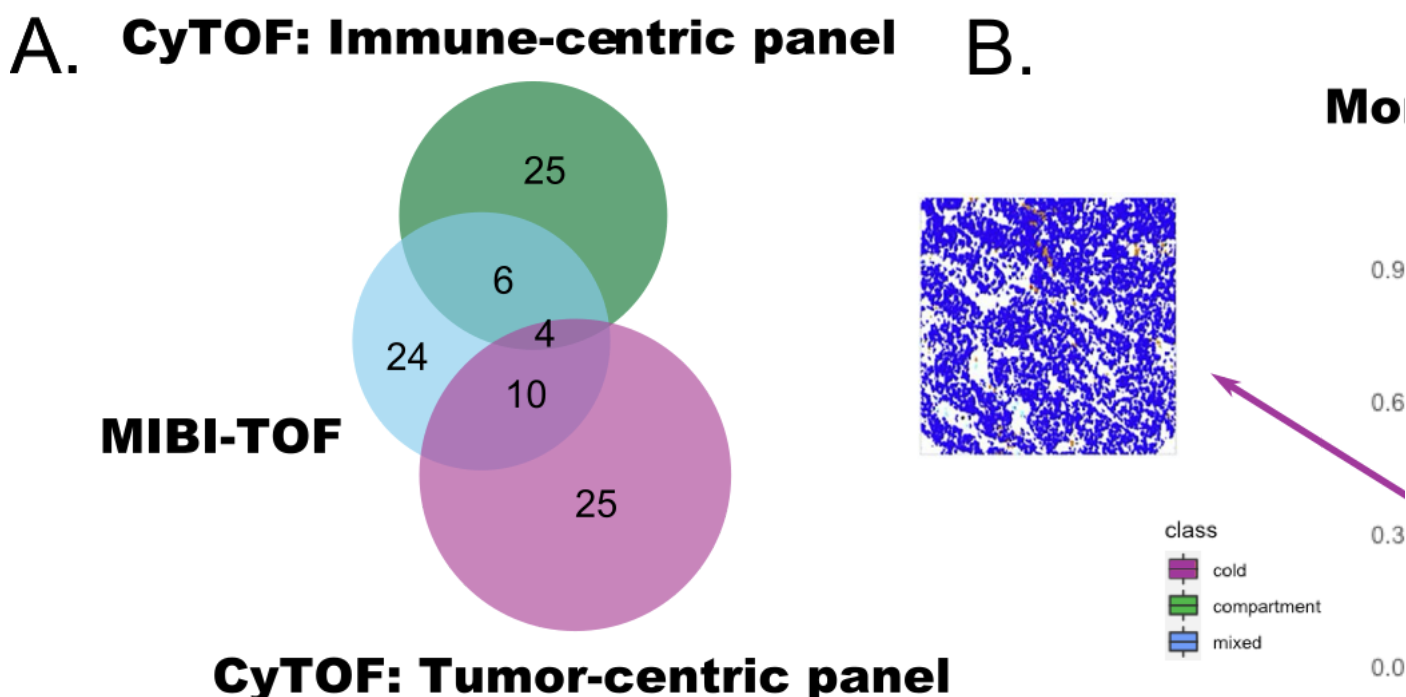 A.
CyTOF: Immune-centric panel
25
6
4
24
10
MIBI-TOF
25
CyTOF: Tumor-centric panel
B.
0.9
0.6
0.3
0.0
class
cold
compartment
mixed